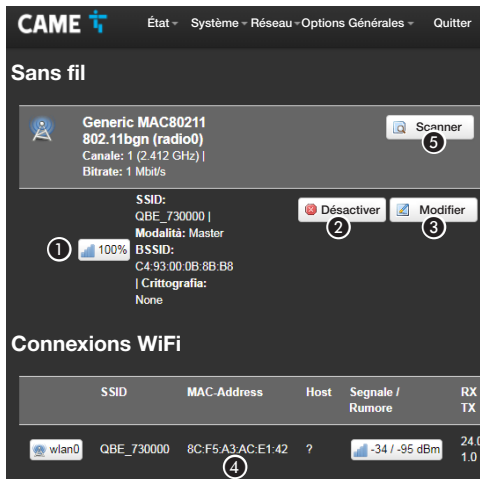 CAME État Système Réseau Options Générales Quitter
Sans fil
Generic MAC80211
802.11bgn (radio0)
Canale: 1 (2.412 GHz) |
Bitrate: 1 Mbit/s
Scanner
5
SSID:
QBE_730000 |
Modalità: Master
BSSID:
C4:93:00:0B:8B:B8
| Crittografia:
None
1 100%
Désactiver
2
Modifier
3
Connexions WiFi
SSID MAC-Address Host Segnale /
Rumore RX
TX
wlan0 QBE_730000 8C:F5:A3:AC:E1:42 ? -34 / -95 dBm 24.0
1.0
4